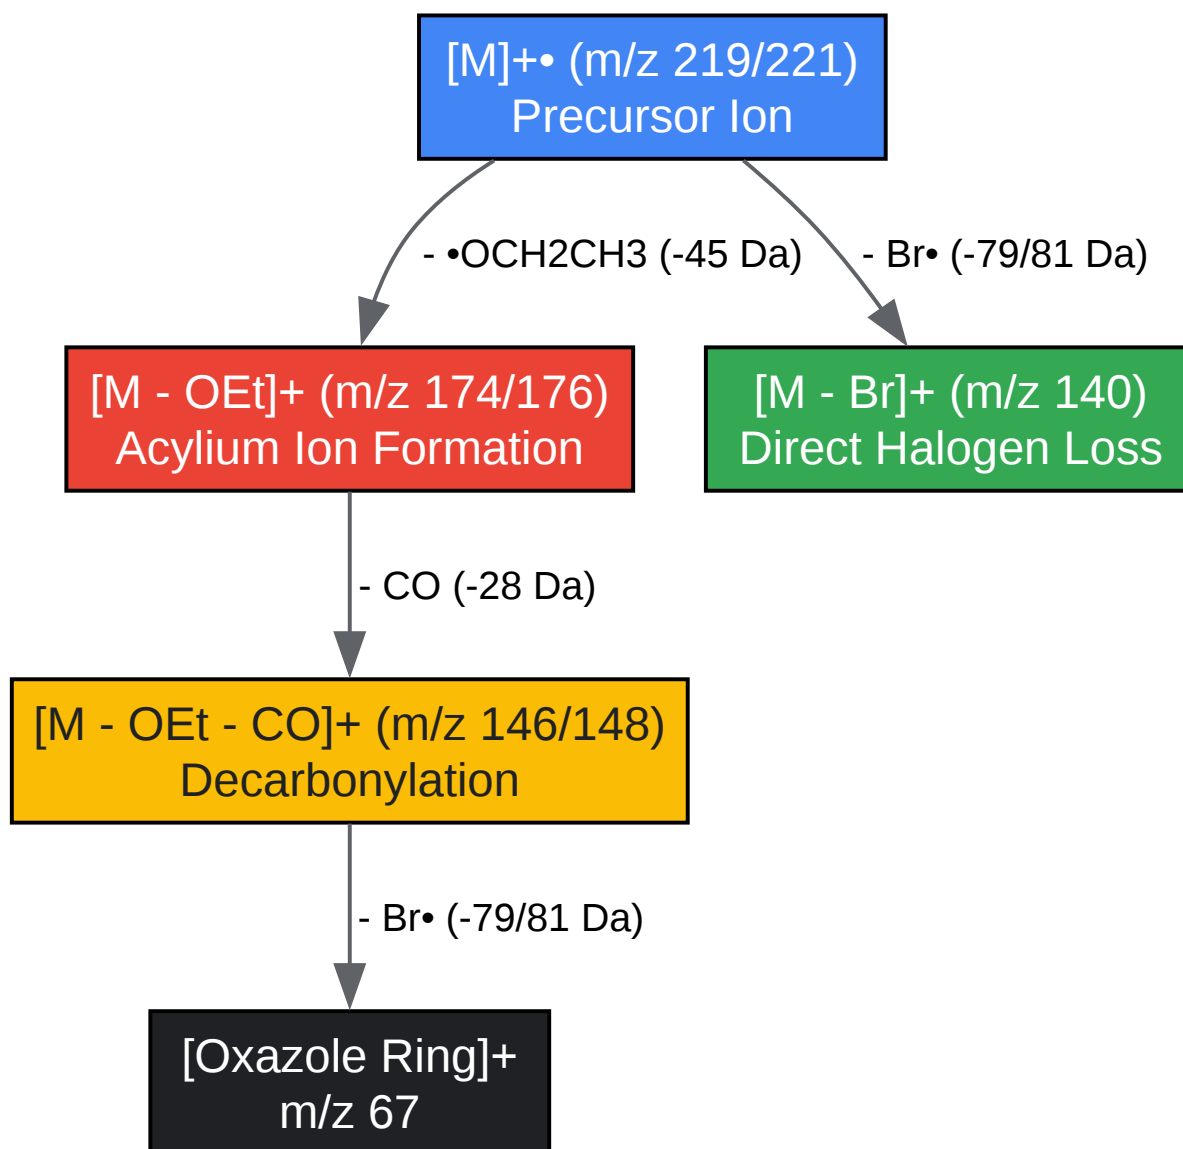 [M]+• (m/z 219/221)
Precursor Ion
- •OCH2CH3 (-45 Da)
- Br• (-79/81 Da)
[M - OEt]+ (m/z 174/176)
Acylium Ion Formation
[M - Br]+ (m/z 140)
Direct Halogen Loss
- CO (-28 Da)
[M - OEt - CO]+ (m/z 146/148)
Decarbonylation
- Br• (-79/81 Da)
[Oxazole Ring]+
m/z 67